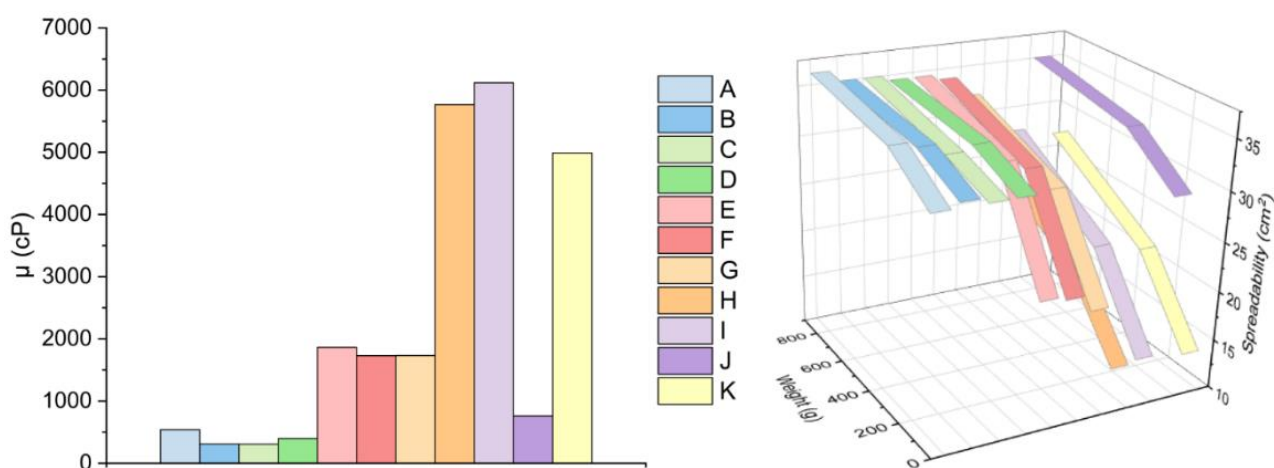 7000
6000
5000
4000
3000
2000
1000
0
μ (cP)
A
B
C
D
E
F
G
H
I
J
K
800
600
400
200
0
Weight (g)
35
30
25
20
15
10
Spreadability (cm²)